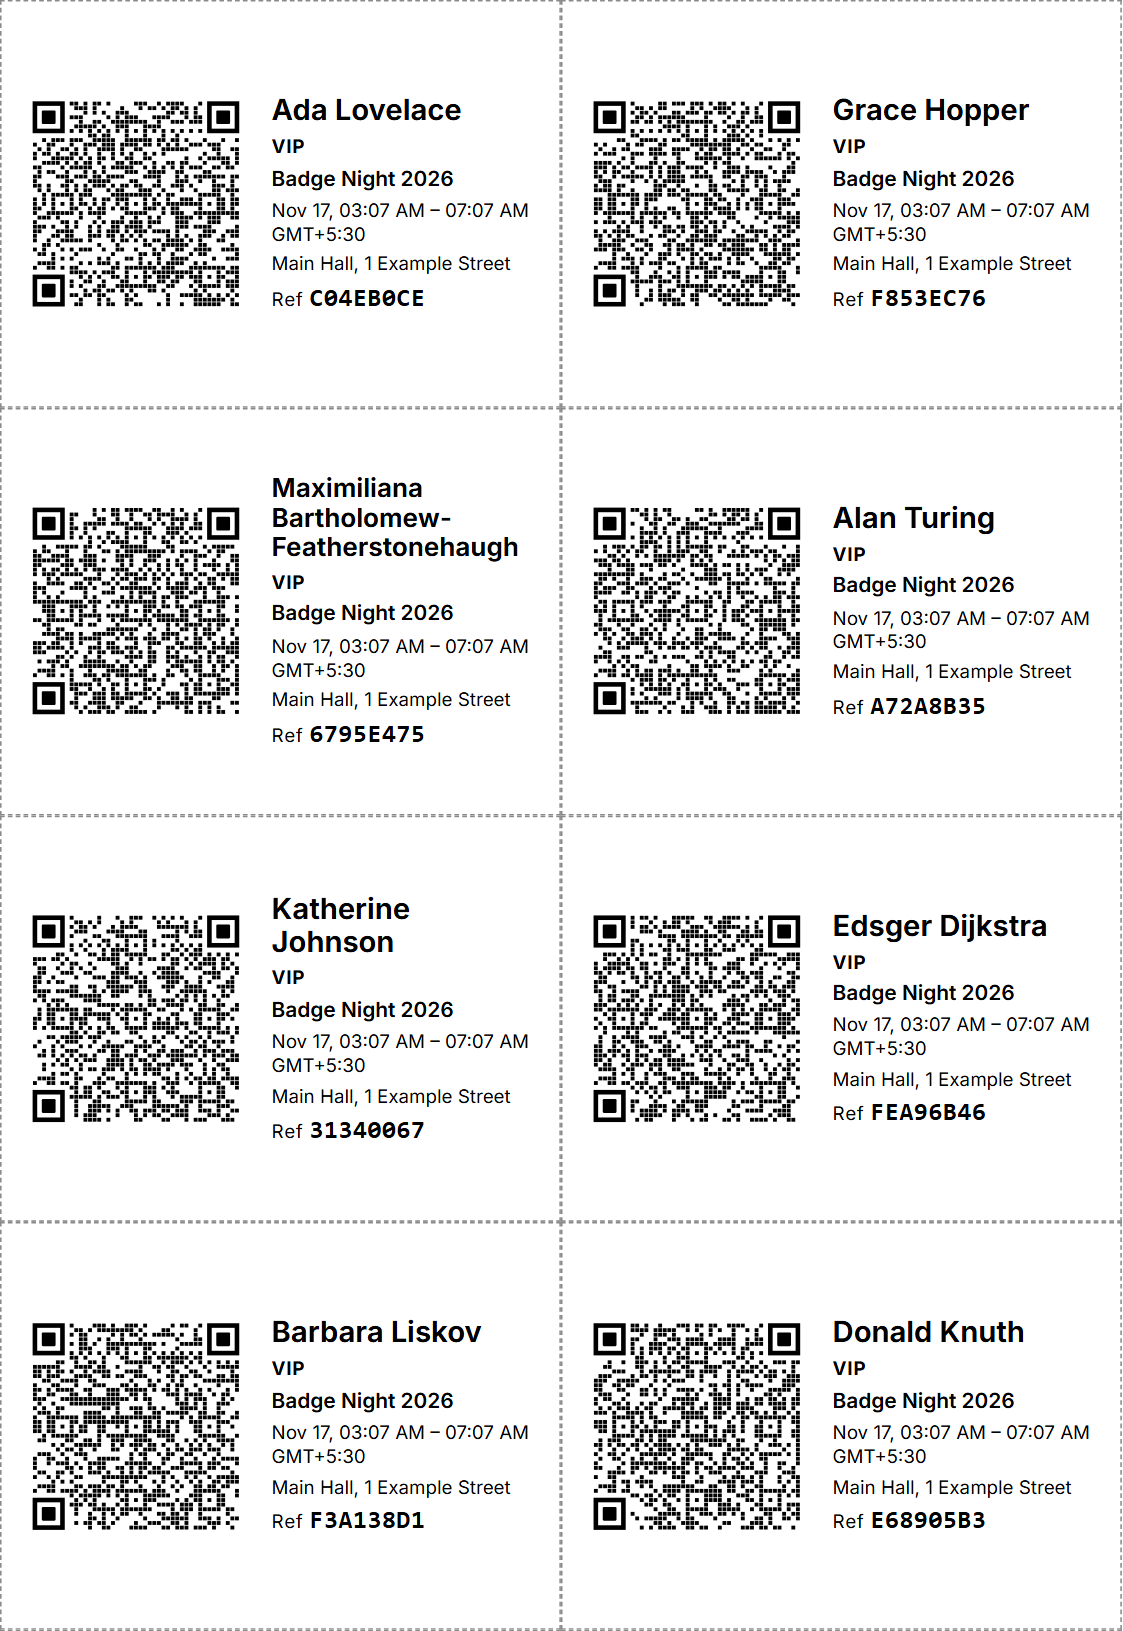 Ada Lovelace
VIP
Badge Night 2026
Nov 17, 03:07 AM – 07:07 AM
GMT+5:30
Main Hall, 1 Example Street
Ref C04EB0CE
Grace Hopper
VIP
Badge Night 2026
Nov 17, 03:07 AM – 07:07 AM
GMT+5:30
Main Hall, 1 Example Street
Ref F853EC76
Maximiliana
Bartholomew-
Featherstonehaugh
VIP
Badge Night 2026
Nov 17, 03:07 AM – 07:07 AM
GMT+5:30
Main Hall, 1 Example Street
Ref 6795E475
Alan Turing
VIP
Badge Night 2026
Nov 17, 03:07 AM – 07:07 AM
GMT+5:30
Main Hall, 1 Example Street
Ref A72A8B35
Katherine
Johnson
VIP
Badge Night 2026
Nov 17, 03:07 AM – 07:07 AM
GMT+5:30
Main Hall, 1 Example Street
Ref 31340067
Edsger Dijkstra
VIP
Badge Night 2026
Nov 17, 03:07 AM – 07:07 AM
GMT+5:30
Main Hall, 1 Example Street
Ref FEA96B46
Barbara Liskov
VIP
Badge Night 2026
Nov 17, 03:07 AM – 07:07 AM
GMT+5:30
Main Hall, 1 Example Street
Ref F3A138D1
Donald Knuth
VIP
Badge Night 2026
Nov 17, 03:07 AM – 07:07 AM
GMT+5:30
Main Hall, 1 Example Street
Ref E68905B3